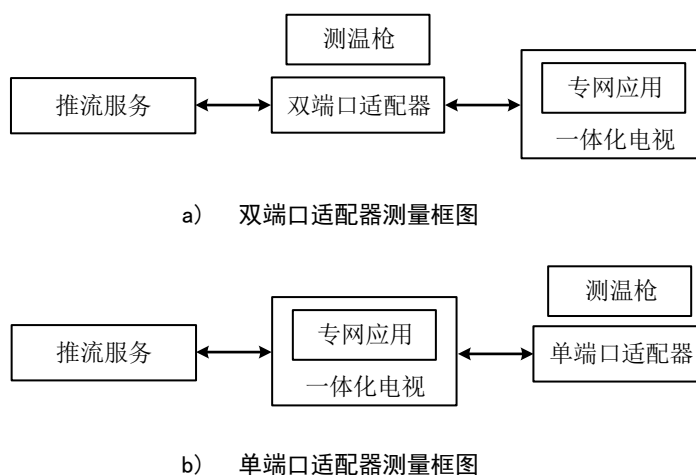 测温枪
推流服务
双端口适配器
专网应用
一体化电视
a） 双端口适配器测量框图
测温枪
推流服务
专网应用
一体化电视
单端口适配器
b） 单端口适配器测量框图